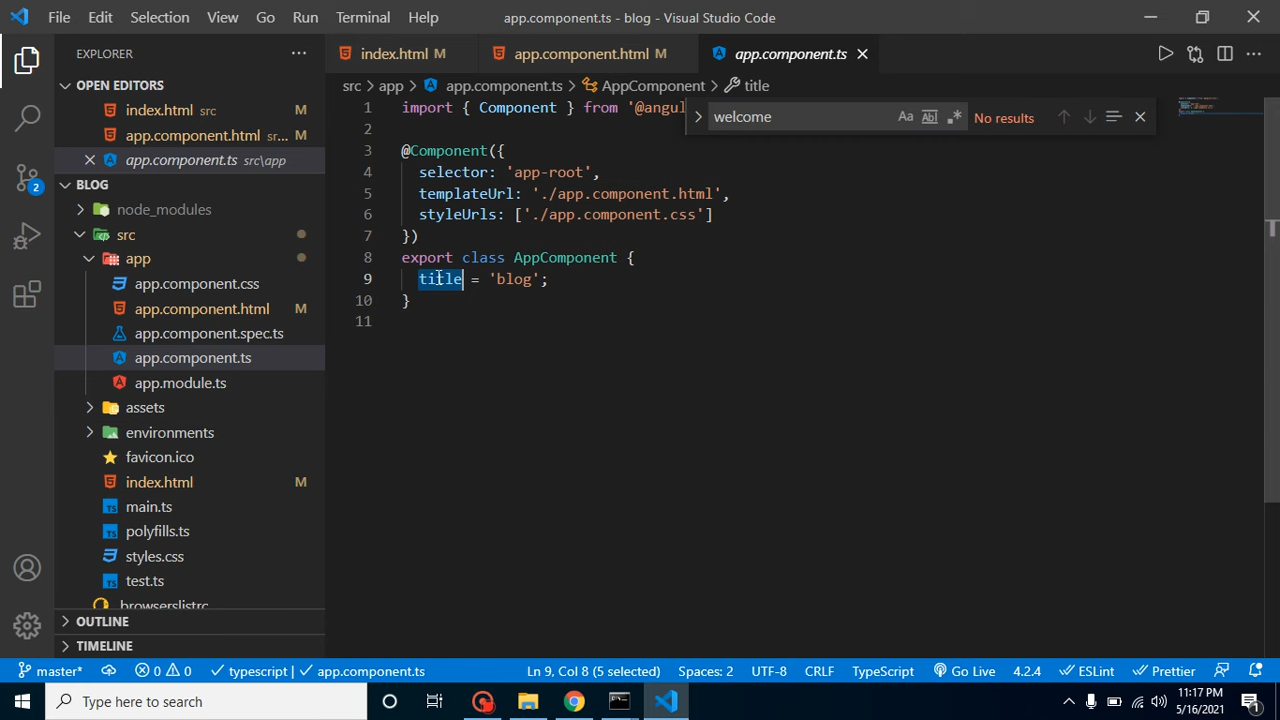 File Edit Selection View Go Run Terminal Help app.component.ts - blog - Visual Studio Code
EXPLORER
OPEN EDITORS
index.html src M
app.component.html sr... M
app.component.ts src\app
BLOG
node_modules
src
app
app.component.css
app.component.html M
app.component.spec.ts
app.component.ts
app.module.ts
assets
environments
favicon.ico
index.html M
main.ts
polyfills.ts
styles.css
test.ts
.browserslistrc
OUTLINE
TIMELINE
index.html M app.component.html M app.component.ts
src > app > app.component.ts > AppComponent > title
welcome Aa Abl No results
1 import { Component } from '@angu
2
3 @Component({
4 selector: 'app-root',
5 templateUrl: './app.component.html',
6 styleUrls: ['./app.component.css']
7 })
8 export class AppComponent {
9 title = 'blog';
10 }
11
master* 0 0 typescript | app.component.ts Ln 9, Col 8 (5 selected) Spaces: 2 UTF-8 CRLF TypeScript Go Live 4.2.4 ESLint Prettier
2
Type here to search
11:17 PM
5/16/2021
1